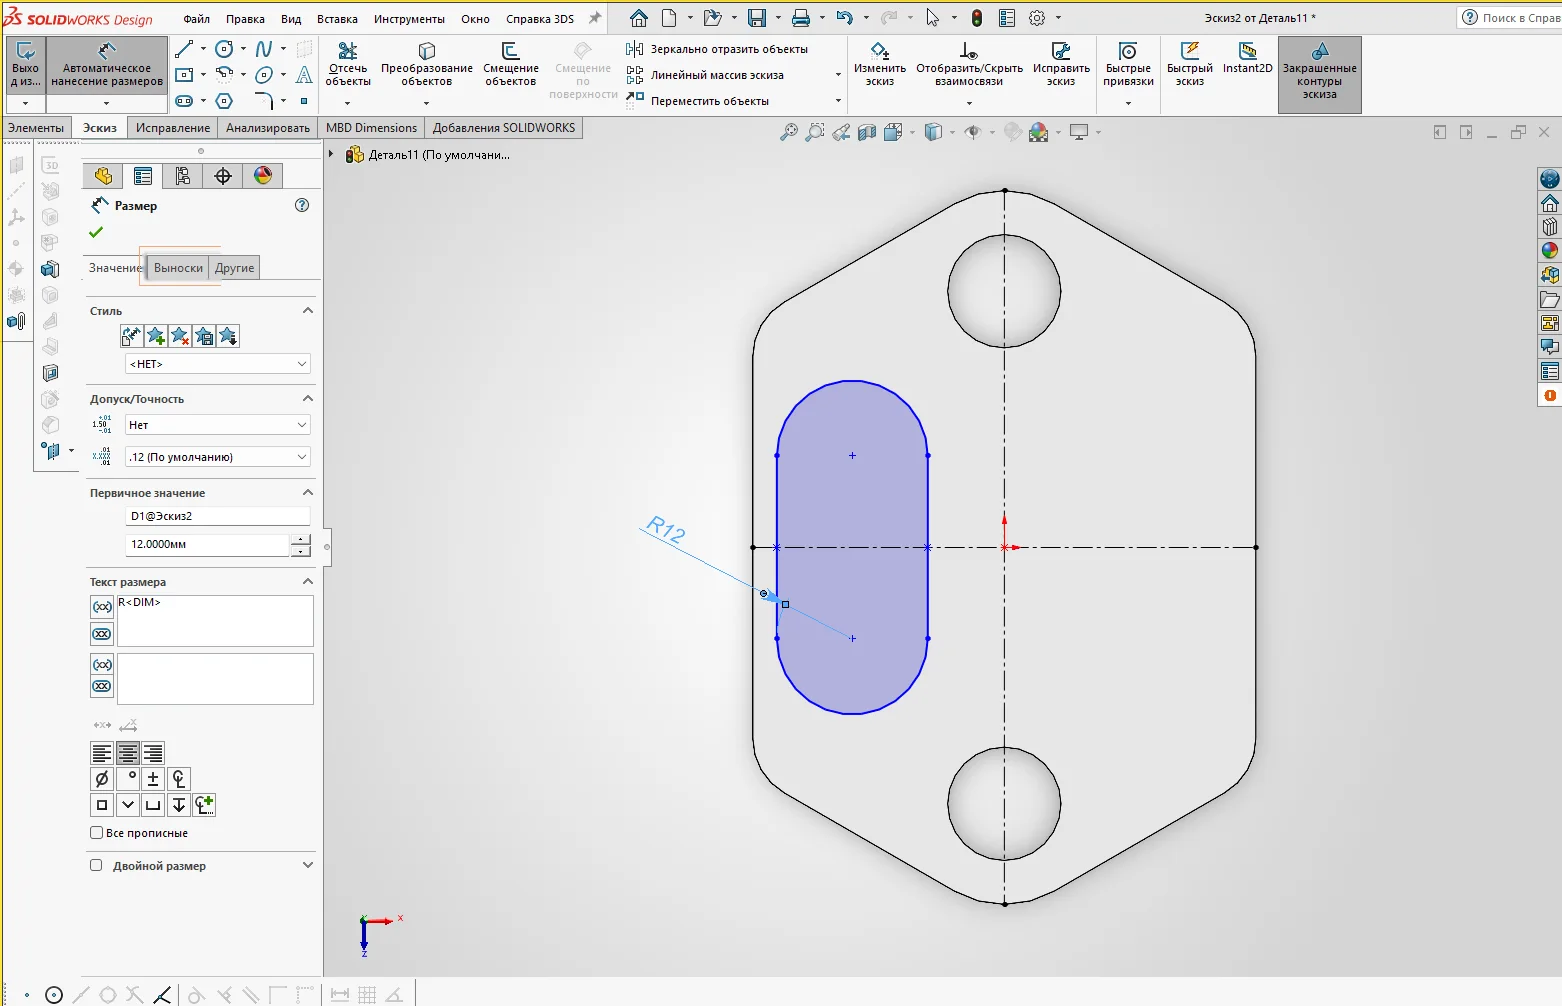 SOLIDWORKS Design
Файл Правка Вид Вставка Инструменты Окно Справка 3DS
Эскиз2 от Деталь11 *
Поиск в Справ
Выхо
д из...
Автоматическое
нанесение размеров
Отсечь
объекты
Преобразование
объектов
Смещение
объектов
Смещение
по
поверхности
Зеркально отразить объекты
Линейный массив эскиза
Переместить объекты
Изменить
эскиз
Отобразить/Скрыть
взаимосвязи
Исправить
эскиз
Быстрые
привязки
Быстрый
эскиз
Instant2D
Закрашенные
контуры
эскиза
Элементы Эскиз Исправление Анализировать MBD Dimensions Добавления SOLIDWORKS
Деталь11 (По умолчани...
Размер
Значение Выноски Другие
Стиль
<НЕТ>
Допуск/Точность
Нет
.12 (По умолчанию)
Первичное значение
D1@Эскиз2
12.0000мм
Текст размера
R<DIM>
Все прописные
Двойной размер
R12
X
Z